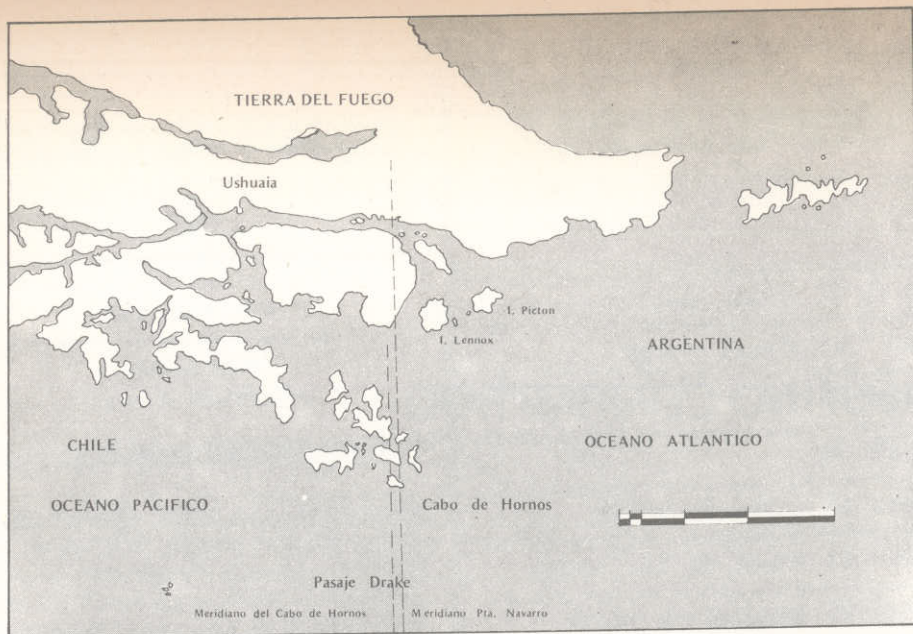 TIERRA DEL FUEGO
Ushuaia
I. Picton
I. Lennox
ARGENTINA
CHILE
OCEANO ATLANTICO
OCEANO PACIFICO
Cabo de Hornos
Pasaje Drake
Meridiano del Cabo de Hornos
Meridiano Pta. Navarro